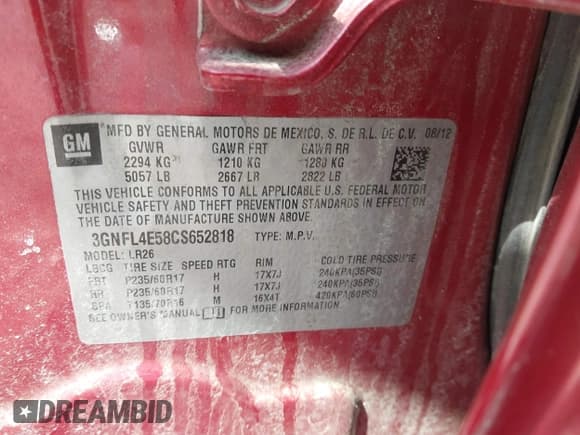 GM
MFD BY GENERAL MOTORS DE MEXICO, S. DE R.L. DE C.V. 06/12
GVWR GAWR FRT GAWR RR
2294 KG 1210 KG 1280 KG
5057 LB 2667 LB 2822 LB
THIS VEHICLE CONFORMS TO ALL APPLICABLE U.S. FEDERAL MOTOR
VEHICLE SAFETY AND THEFT PREVENTION STANDARDS IN EFFECT ON
THE DATE OF MANUFACTURE SHOWN ABOVE.
3GNFL4E58CS652818 TYPE: M.P.V.
MODEL: LR26
LBCG TIRE SIZE SPEED RTG RIM COLD TIRE PRESSURE
FRT P235/60R17 H 17X7J 240KPA(35PSI)
RR P235/60R17 H 17X7J 240KPA(35PSI)
SPA T135/70R16 M 16X4T 420KPA(60PSI)
SEE OWNER'S MANUAL FOR MORE INFORMATION
DREAMBID